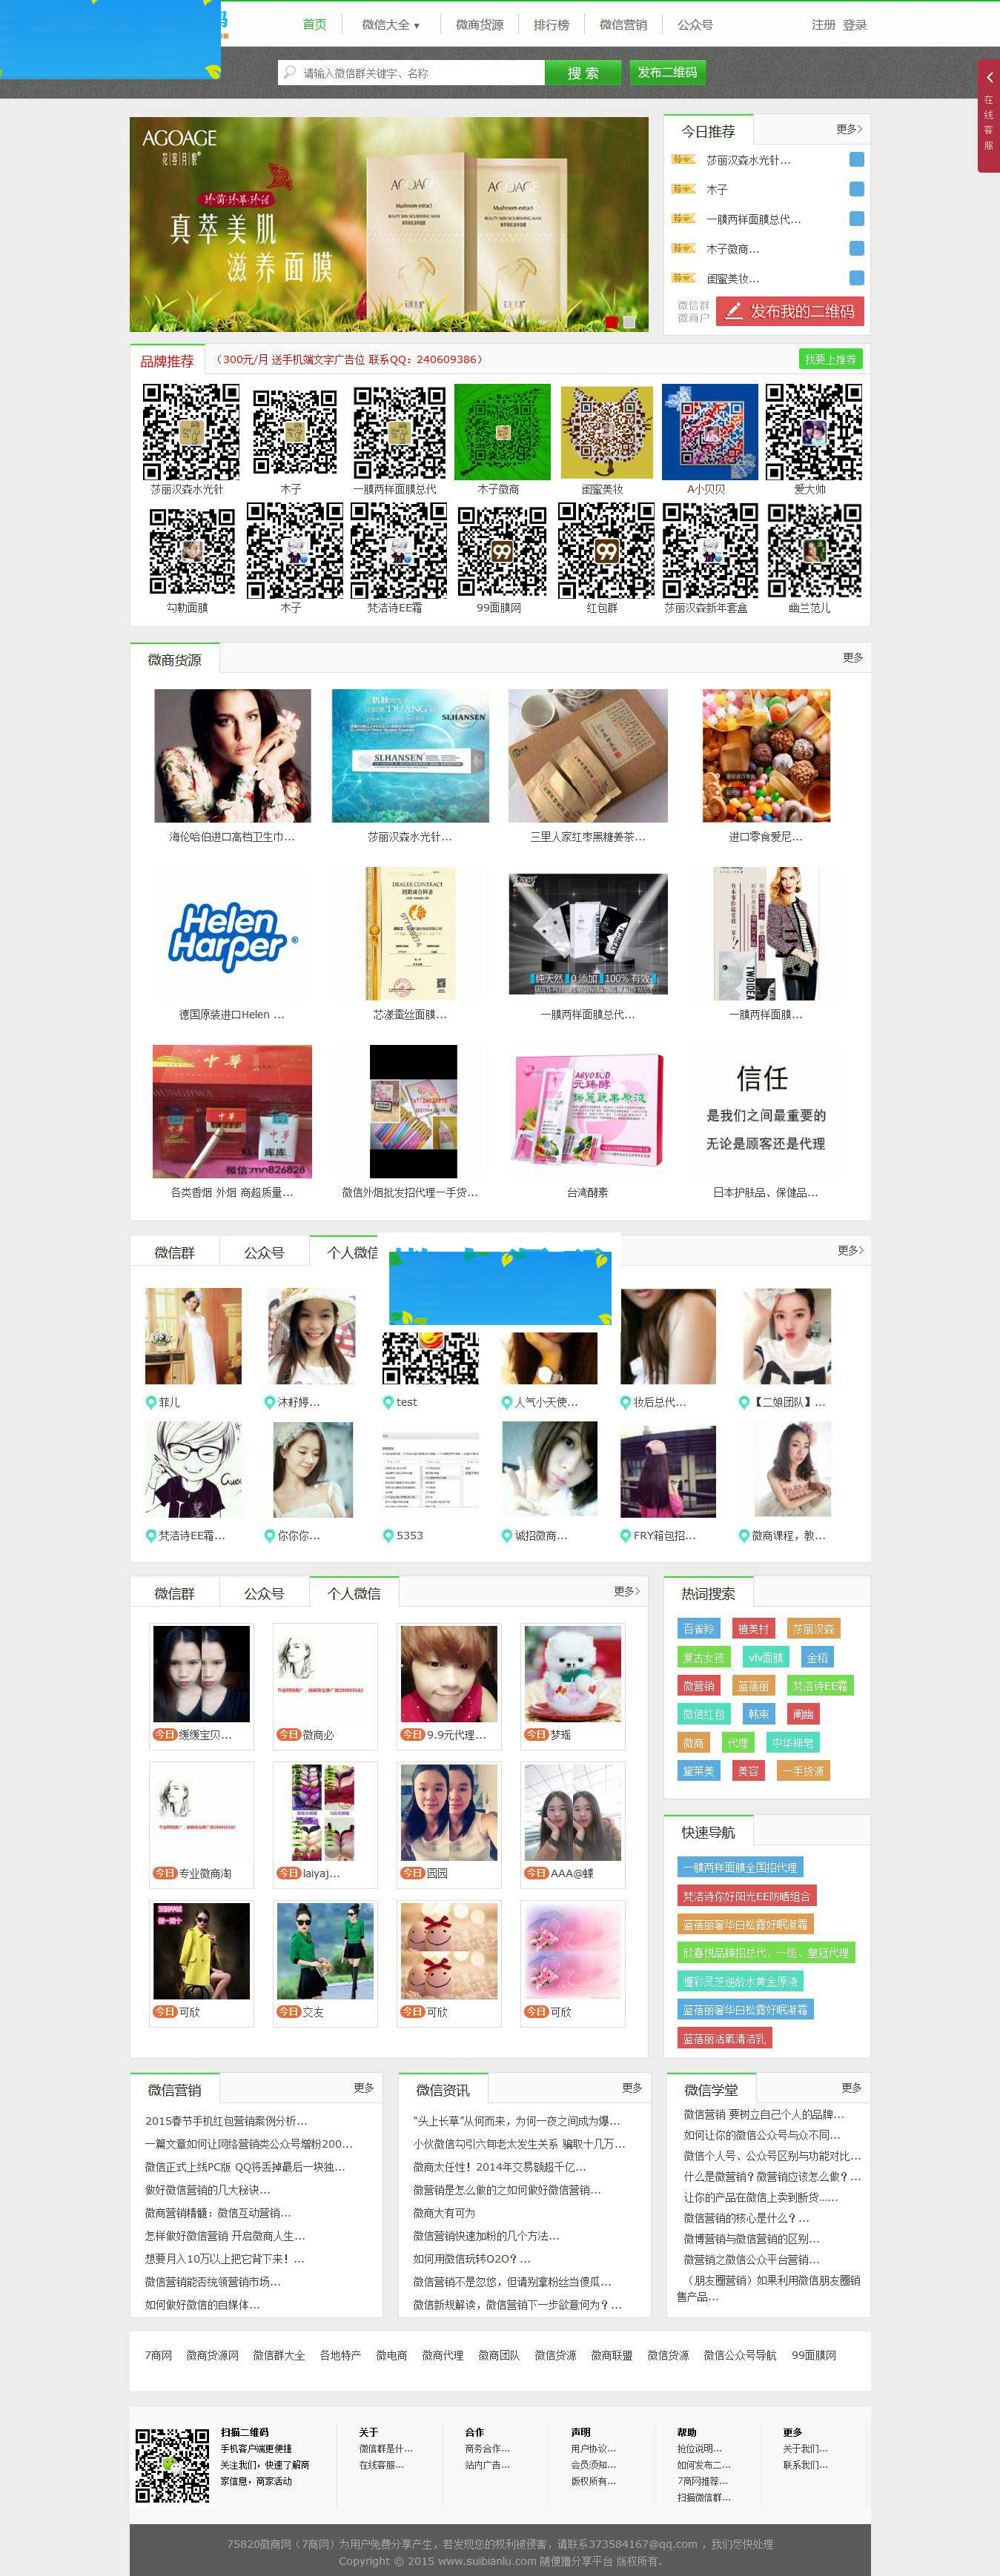 首页
微信大全
微商货源
排行榜
微信营销
公众号
注册 登录
请输入微信群关键字、名称
搜 索
发布二维码
在线客服
AGOAGE
花|容|月|貌
真萃美肌
滋养面膜
Mushroom extract
今日推荐
更多>
莎丽汉森水光针...
木子
一膜两样面膜总代...
木子微商...
闺蜜美妆...
微信群
微商户
发布我的二维码
品牌推荐
(300元/月 送手机端文字广告位 联系QQ：240609386)
我要上推荐
莎丽汉森水光针
木子
一膜两样面膜总代
木子微商
闺蜜美妆
A小贝贝
爱大帅
勾勒面膜
木子
梵洁诗EE霜
99面膜网
红包群
莎丽汉森新年套盒
幽兰范儿
微商货源
更多
SLHANSEN
海伦哈伯进口高档卫生巾...
莎丽汉森水光针...
三里人家红枣黑糖姜茶...
进口零食爱尼...
Helen Harper
DEALER CONTRACT
纯天然 0添加 100%有效
德国原装进口Helen ...
芯漾蚕丝面膜...
一膜两样面膜总代...
一膜两样面膜...
中華
微信:mn826828
信任
是我们之间最重要的
无论是顾客还是代理
各类香烟 外烟 商超质量...
微信外烟批发招代理一手货...
台湾酵素
日本护肤品、保健品...
微信群
公众号
个人微信
更多>
菲儿
沐籽婷...
test
人气小天使...
妆后总代...
【二娘团队】...
梵洁诗EE霜...
你你你...
5353
诚招微商...
FRY箱包招...
微商课程，教...
微信群
公众号
个人微信
更多>
今日 缓缓宝贝...
今日 微商必
今日 9.9元代理...
今日 梦瑶
今日 专业微商淘
今日 laiyaj...
今日 园园
今日 AAA@蝶
今日 可欣
今日 交友
今日 可欣
今日 可欣
热词搜索
百雀羚 植美村 莎丽汉森
复古女孩 vlv面膜 金稻
微营销 蓝蓓丽 梵洁诗EE霜
微信红包 韩束 阐幽
微商 代理 中华神皂
黛莱美 美容 一手货源
快速导航
一膜两样面膜全国招代理
梵洁诗你好阳光EE防晒组合
蓝蓓丽奢华白松露好眠凝霜
欣喜悦品牌招总代、一级、皇冠代理
懂彩灵芝逆龄水黄金原液
蓝蓓丽奢华白松露好眠凝霜
蓝蓓丽活氧清洁乳
微信营销
更多
2015春节手机红包营销案例分析...
一篇文章如何让网络营销类公众号增粉200...
微信正式上线PC版 QQ将丢掉最后一块独...
做好微信营销的几大秘诀...
微商营销精髓：微信互动营销...
怎样做好微信营销 开启微商人生...
想要月入10万以上把它背下来！...
微信营销能否统领营销市场...
如何做好微信的自媒体...
微信资讯
更多
“头上长草”从何而来，为何一夜之间成为爆...
小伙微信勾引六旬老太发生关系 骗取十几万...
微商太任性！2014年交易额超千亿...
微营销是怎么做的之如何做好微信营销...
微商大有可为
微信营销快速加粉的几个方法...
如何用微信玩转O2O？...
微信营销不是忽悠，但请别拿粉丝当傻瓜...
微信新规解读，微信营销下一步欲意何为？...
微信学堂
更多
微信营销 要树立自己个人的品牌...
如何让你的微信公众号与众不同...
微信个人号、公众号区别与功能对比...
什么是微营销？微营销应该怎么做？...
让你的产品在微信上卖到断货……...
微信营销的核心是什么？...
微博营销与微信营销的区别...
微营销之微信公众平台营销...
（朋友圈营销）如果利用微信朋友圈销售产品...
7商网 微商货源网 微信群大全 各地特产 微电商 微商代理 微商团队 微信货源 微商联盟 微信货源 微信公众号导航 99面膜网
扫描二维码
手机客户端更便捷
关注我们，快速了解商家信息，商家活动
关于
微信群是什...
在线客服...
合作
商务合作...
站内广告...
声明
用户协议...
会员须知...
版权所有...
帮助
抢位说明...
如何发布二...
7商网推荐...
扫描微信群...
更多
关于我们...
联系我们...
75820微商网（7商网）为用户免费分享产生，若发现您的权利被侵害，请联系373584167@qq.com ，我们尽快处理
Copyright © 2015 www.suibianlu.com 随便撸分享平台 版权所有.